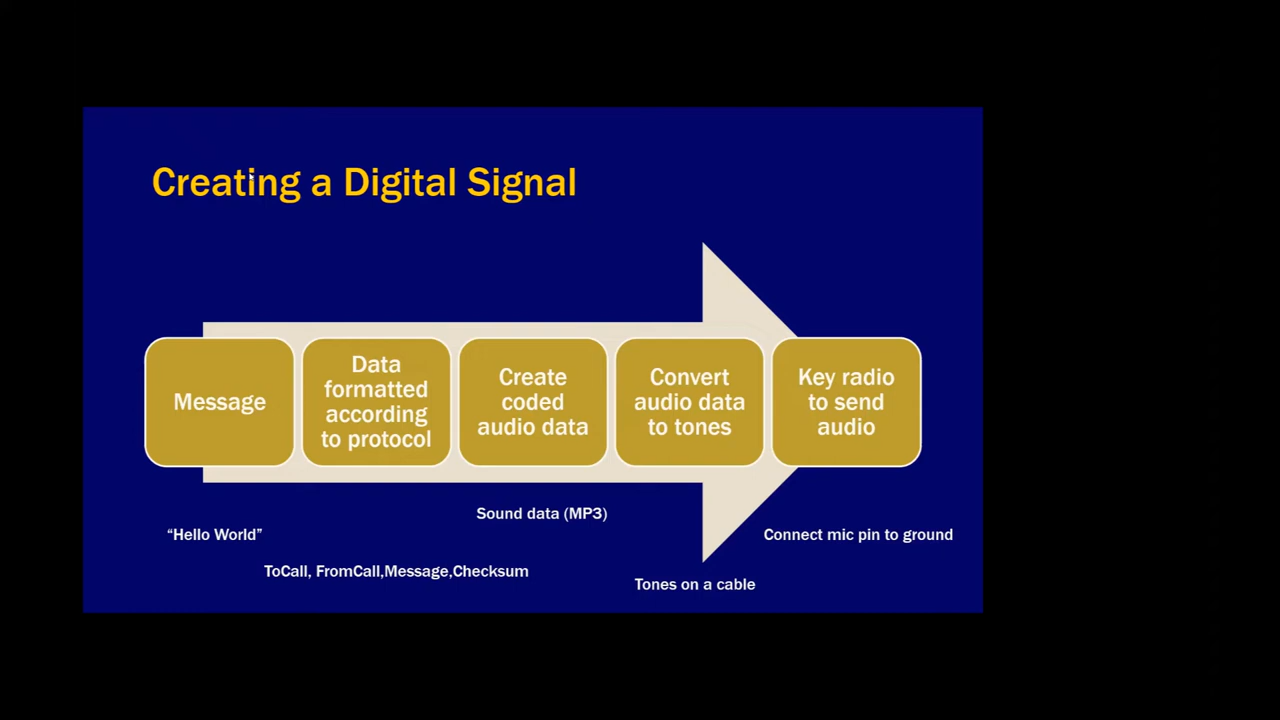 Creating a Digital Signal
Message
Data
formatted
according
to protocol
Create
coded
audio data
Convert
audio data
to tones
Key radio
to send
audio
Sound data (MP3)
“Hello World”
Connect mic pin to ground
ToCall, FromCall,Message,Checksum
Tones on a cable